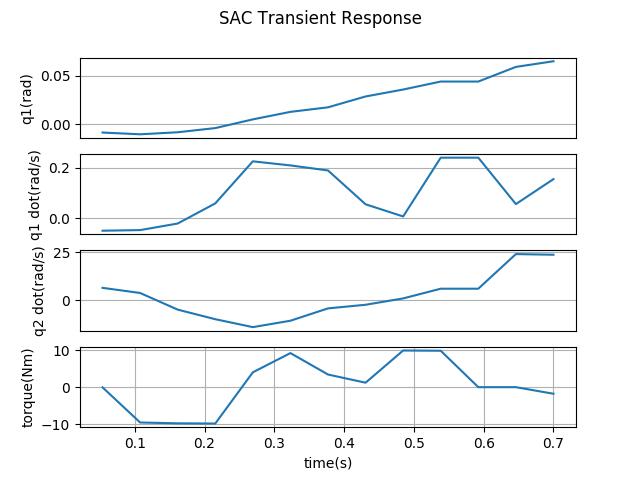 SAC Transient Response
q1(rad)
0.05
0.00
q1 dot(rad/s)
0.2
0.0
q2 dot(rad/s)
25
0
torque(Nm)
10
0
−10
0.1 0.2 0.3 0.4 0.5 0.6 0.7
time(s)